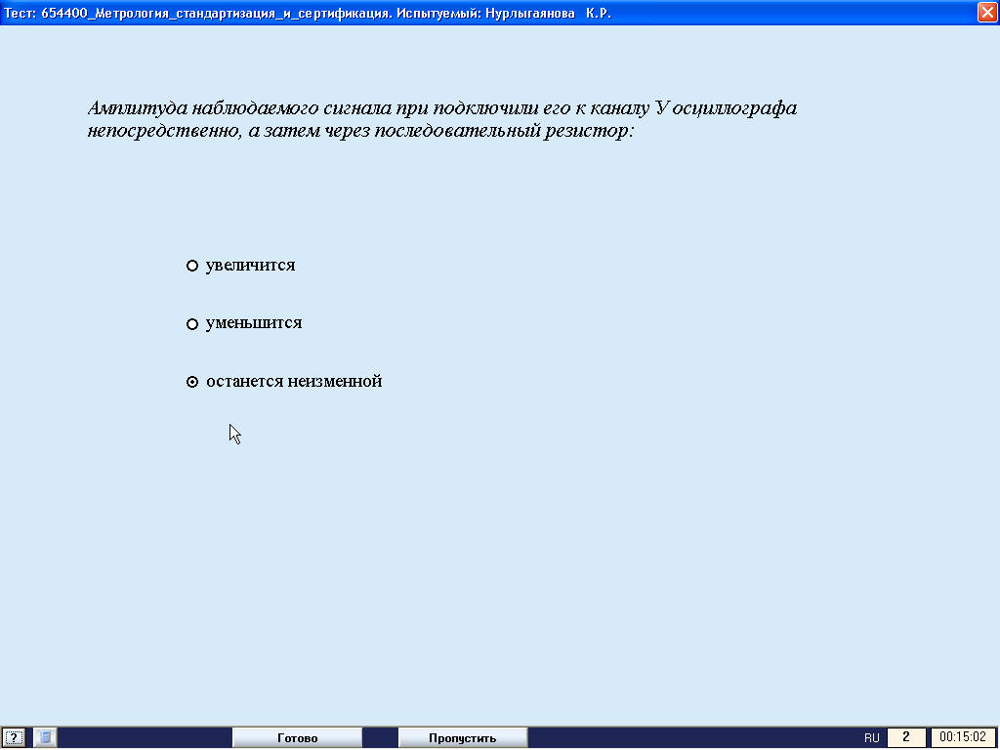 Тест: 654400_Метрология_стандартизация_и_сертификация. Испытуемый: Нурлыгаянова К.Р.
Амплитуда наблюдаемого сигнала при подключили его к каналу У осциллографа
непосредственно, а затем через последовательный резистор:
увеличится
уменьшится
останется неизменной
? Готово Пропустить RU 2 00:15:02